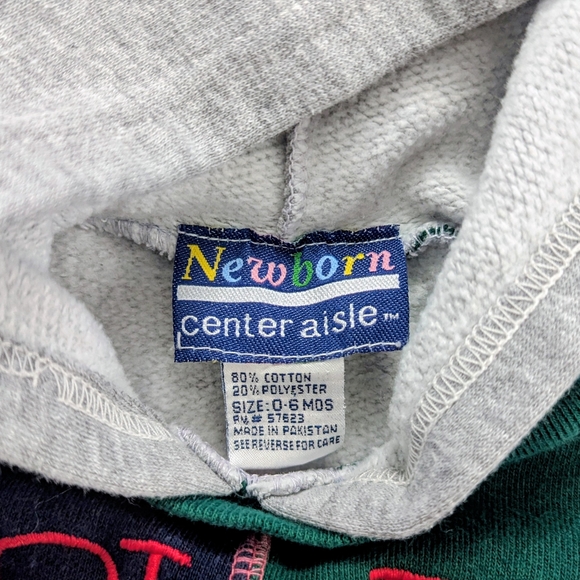 Newborn
center aisle™
80% COTTON
20% POLYESTER
SIZE: 0-6 MOS
RN# 57623
MADE IN PAKISTAN
SEE REVERSE FOR CARE